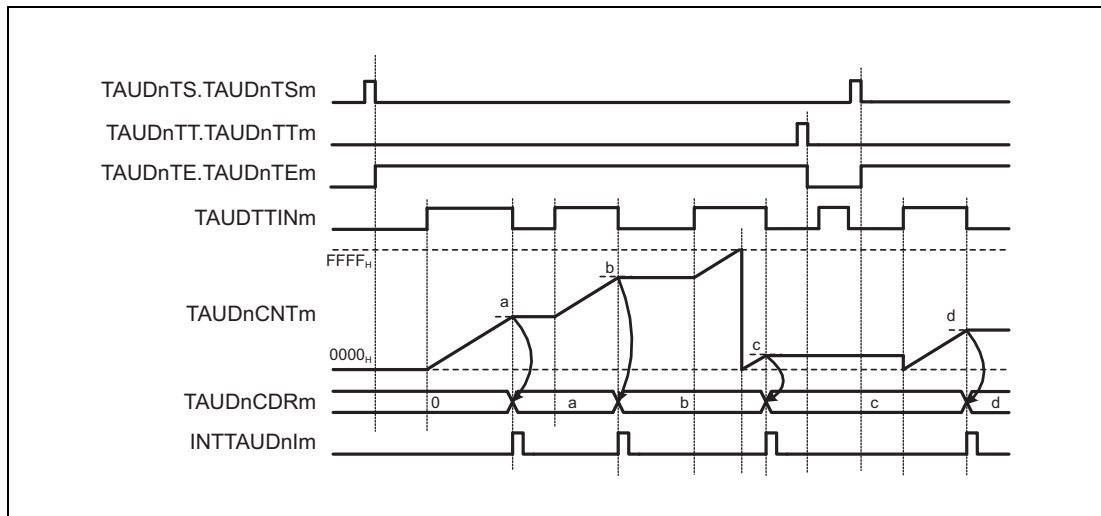 TAUDnTS.TAUDnTSm
TAUDnTT.TAUDnTTm
TAUDnTE.TAUDnTEm
TAUDTTINm
FFFFH
b
a
d
TAUDnCNTm
c
0000H
TAUDnCDRm
0 a b c d
INTTAUDnIm